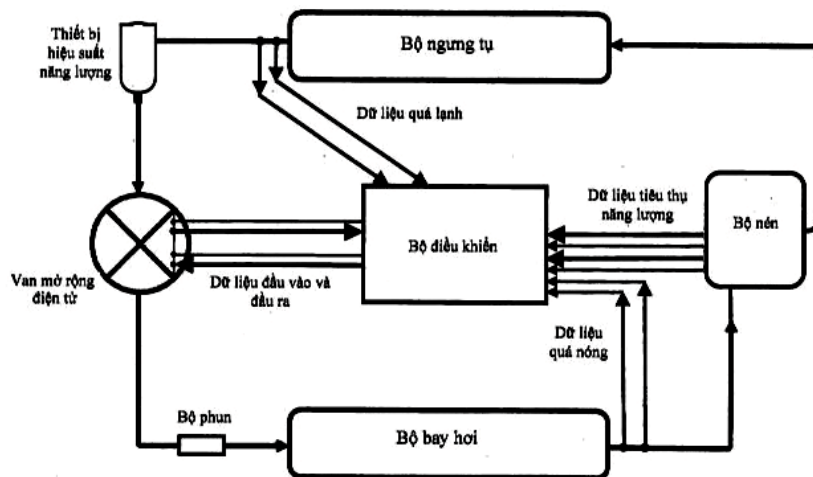 Thiết bị
hiệu suất
năng lượng
Bộ ngưng tụ
Dữ liệu quá lạnh
Dữ liệu tiêu thụ
năng lượng
Bộ nén
Bộ điều khiển
Van mở rộng
điện tử
Dữ liệu đầu vào và
đầu ra
Dữ liệu
quá nóng
Bộ phun
Bộ bay hơi